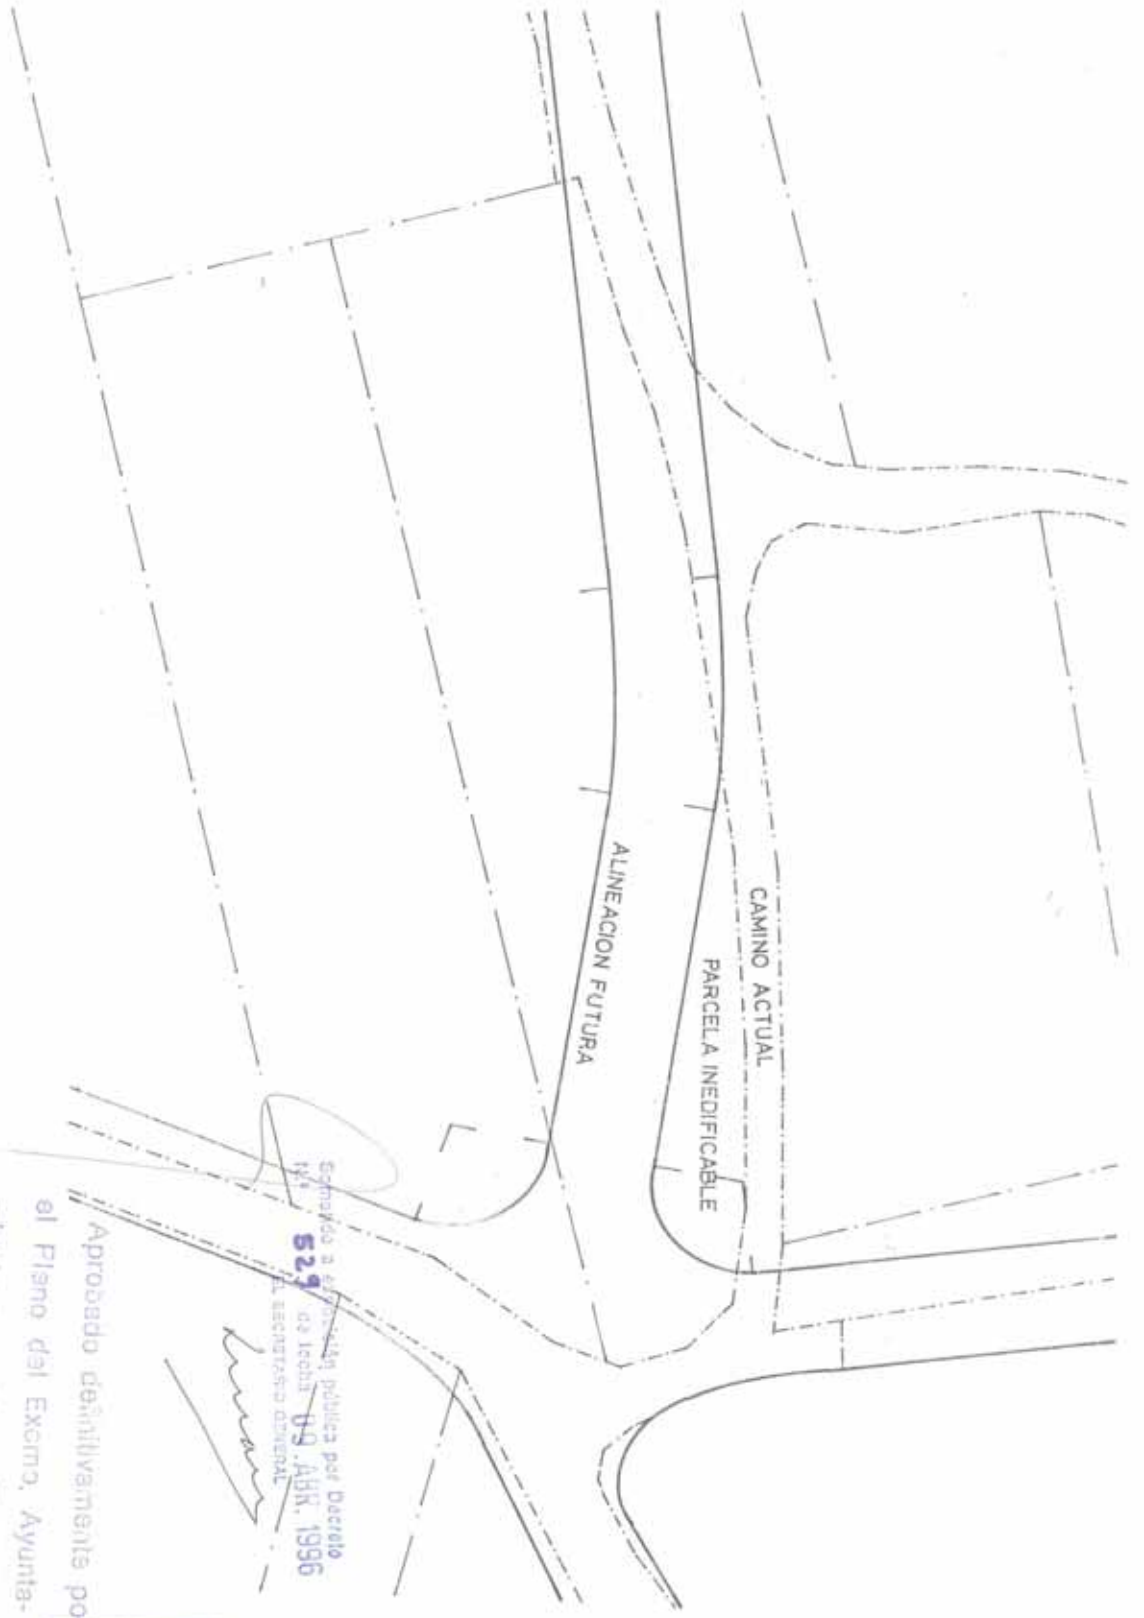 CAMINO ACTUAL
PARCELA INEDIFICABLE
ALINEACION FUTURA
Sometido a exposición pública por Decreto
Nº 529 de fecha 09. ABR. 1996
EL SECRETARIO GENERAL
Aprobado definitivamente po
el Pleno del Excmo. Ayunta-